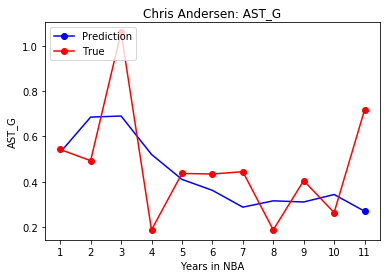 Chris Andersen: AST_G
Prediction
True
AST_G
1.0
0.8
0.6
0.4
0.2
1 2 3 4 5 6 7 8 9 10 11
Years in NBA